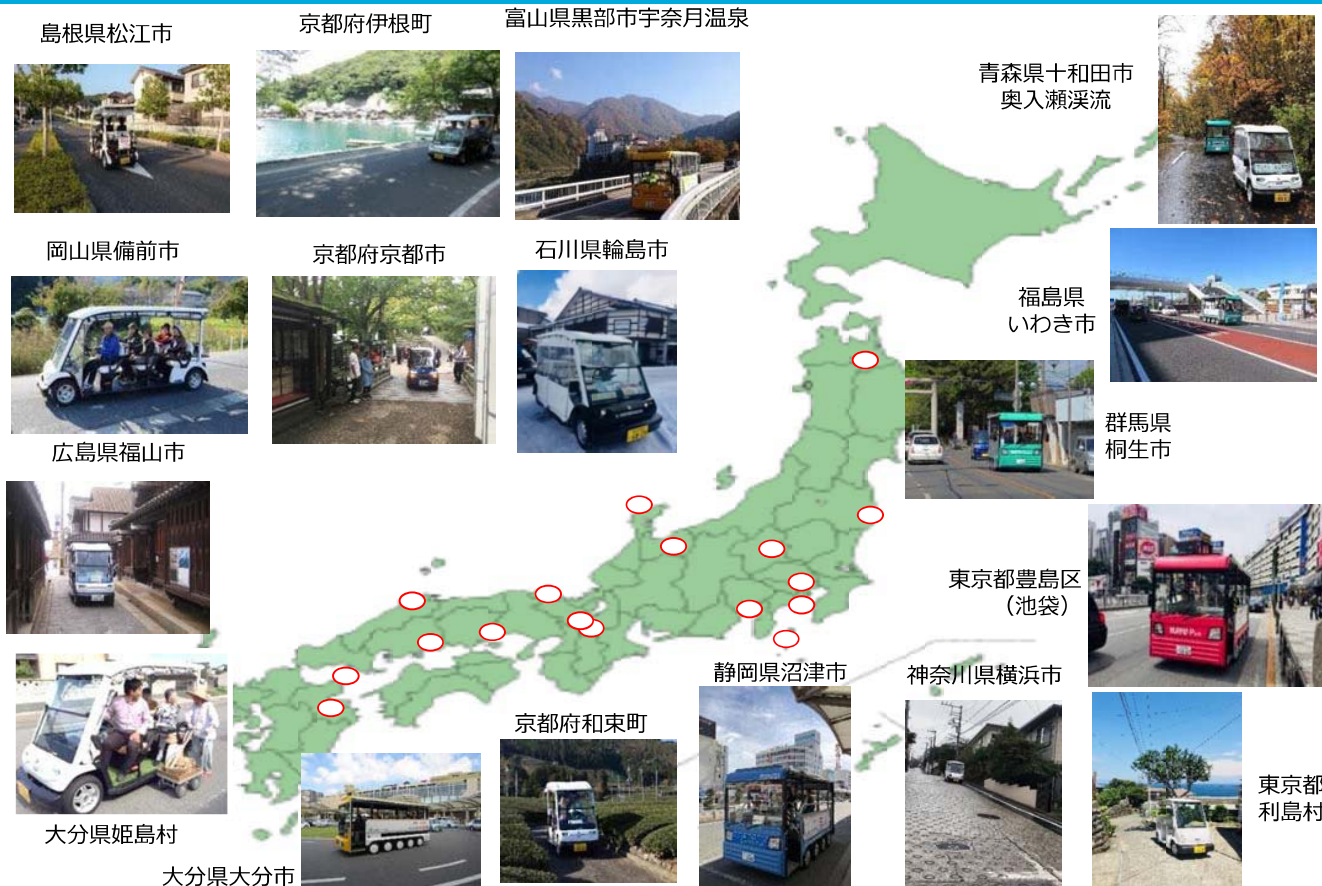 島根県松江市
京都府伊根町
富山県黒部市宇奈月温泉
青森県十和田市
奥入瀬渓流
岡山県備前市
京都府京都市
石川県輪島市
福島県
いわき市
群馬県
桐生市
広島県福山市
東京都豊島区
（池袋）
静岡県沼津市
神奈川県横浜市
京都府和束町
東京都
利島村
大分県姫島村
大分県大分市